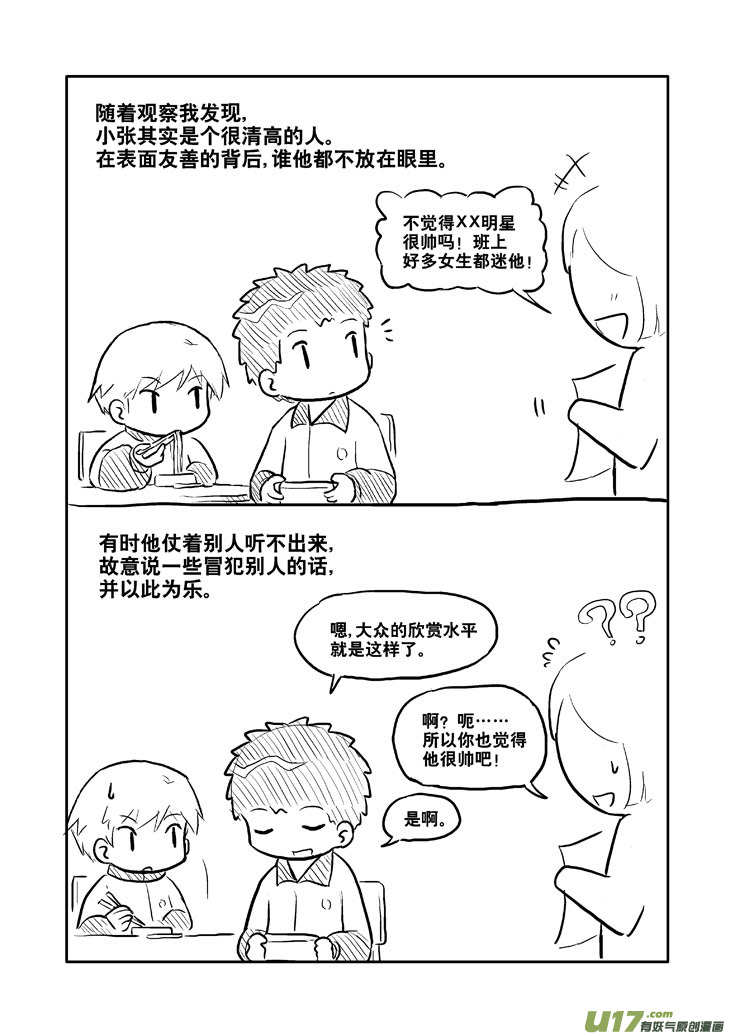 随着观察我发现,
小张其实是个很清高的人。
在表面友善的背后,谁他都不放在眼里。
不觉得XX明星
很帅吗！班上
好多女生都迷他！
有时他仗着别人听不出来,
故意说一些冒犯别人的话,
并以此为乐。
??
嗯,大众的欣赏水平
就是这样了。
啊？呃……
所以你也觉得
他很帅吧！
是啊。
U17.com
有妖气原创漫画